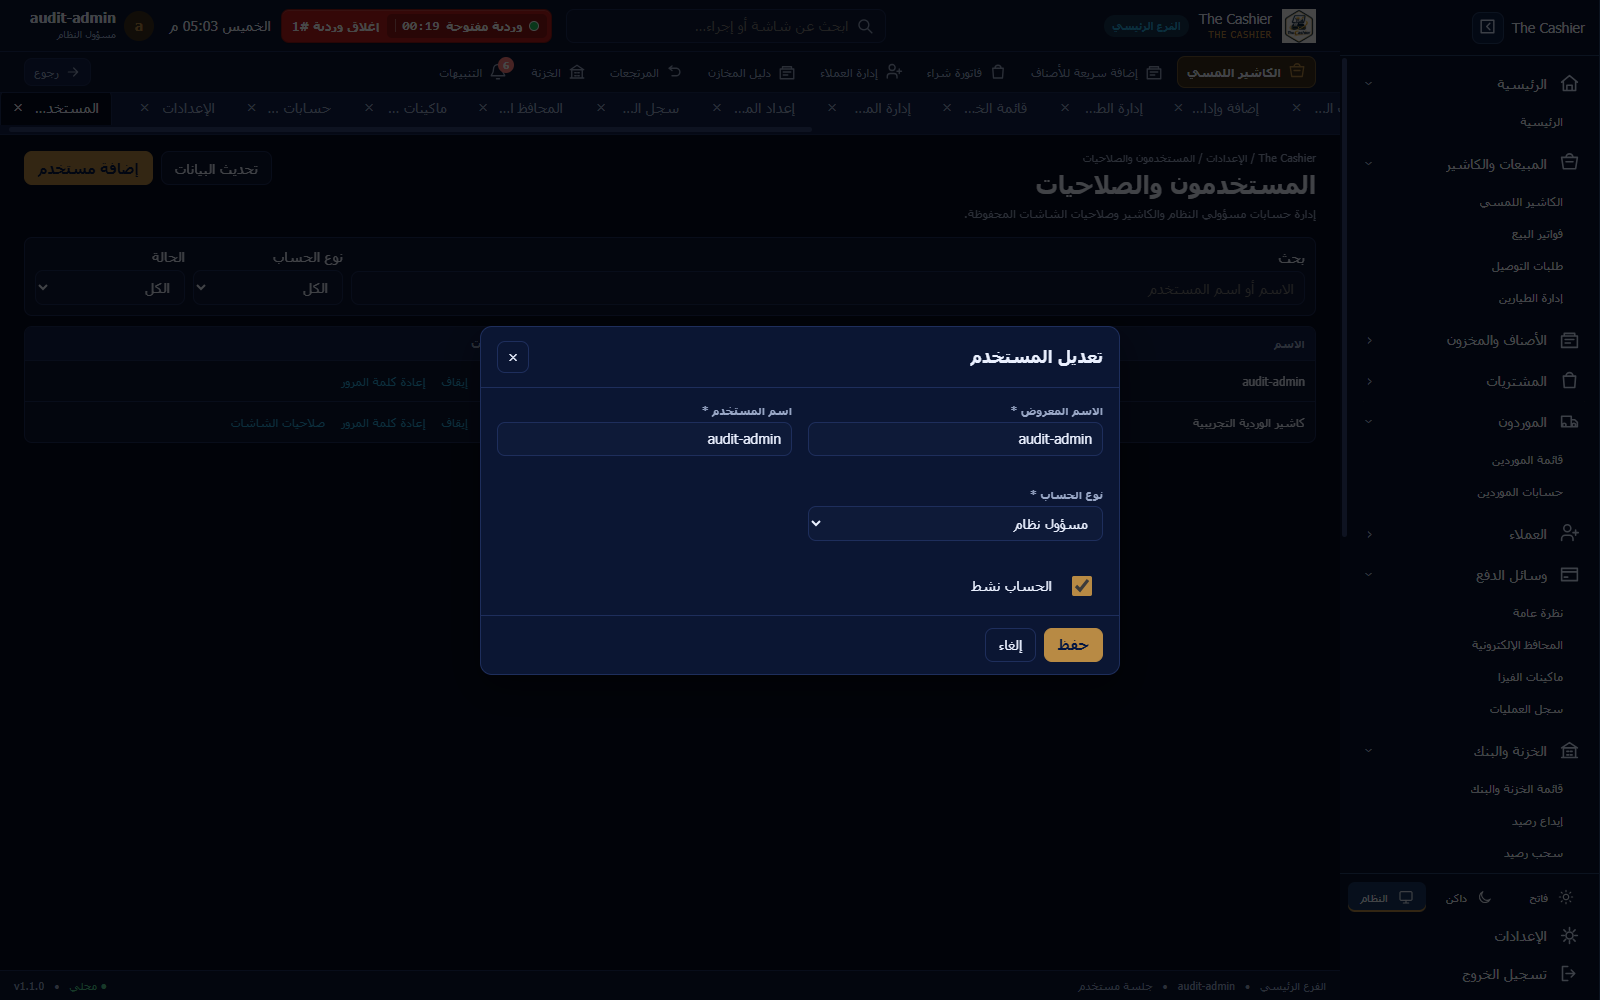 The Cashier
الرئيسية
الرئيسية
المبيعات والكاشير
الكاشير اللمسي
فواتير البيع
طلبات التوصيل
إدارة الطيارين
الأصناف والمخزون
المشتريات
الموردون
قائمة الموردين
حسابات الموردين
العملاء
وسائل الدفع
نظرة عامة
المحافظ الإلكترونية
ماكينات الفيزا
سجل العمليات
الخزنة والبنك
قائمة الخزنة والبنك
إيداع رصيد
سحب رصيد
فاتح
داكن
النظام
الإعدادات
تسجيل الخروج
The Cashier
THE CASHIER
الفرع الرئيسي
ابحث عن شاشة أو إجراء...
وردية مفتوحة 00:19
إغلاق وردية #1
الخميس 05:03 م
audit-admin
مسؤول النظام
a
الكاشير اللمسي
إضافة سريعة للأصناف
فاتورة شراء
إدارة العملاء
دليل المخازن
المرتجعات
الخزنة
التنبيهات
6
رجوع
إضافة وإدا...
إدارة الط...
قائمة الخ...
إدارة الم...
إعداد الم...
سجل ال...
المحافظ ا...
ماكينات ...
حسابات ...
الإعدادات
المستخد...
The Cashier / الإعدادات / المستخدمون والصلاحيات
المستخدمون والصلاحيات
إدارة حسابات مسؤولي النظام والكاشير وصلاحيات الشاشات المحفوظة.
تحديث البيانات
إضافة مستخدم
بحث
نوع الحساب
الحالة
الاسم أو اسم المستخدم
الكل
الكل
الاسم
audit-admin
إيقاف
إعادة كلمة المرور
كاشير الوردية التجريبية
إيقاف
إعادة كلمة المرور
صلاحيات الشاشات
تعديل المستخدم
الاسم المعروض *
اسم المستخدم *
audit-admin
audit-admin
نوع الحساب *
مسؤول نظام
الحساب نشط
حفظ
إلغاء
الفرع الرئيسي • audit-admin • جلسة مستخدم
محلي • v1.1.0